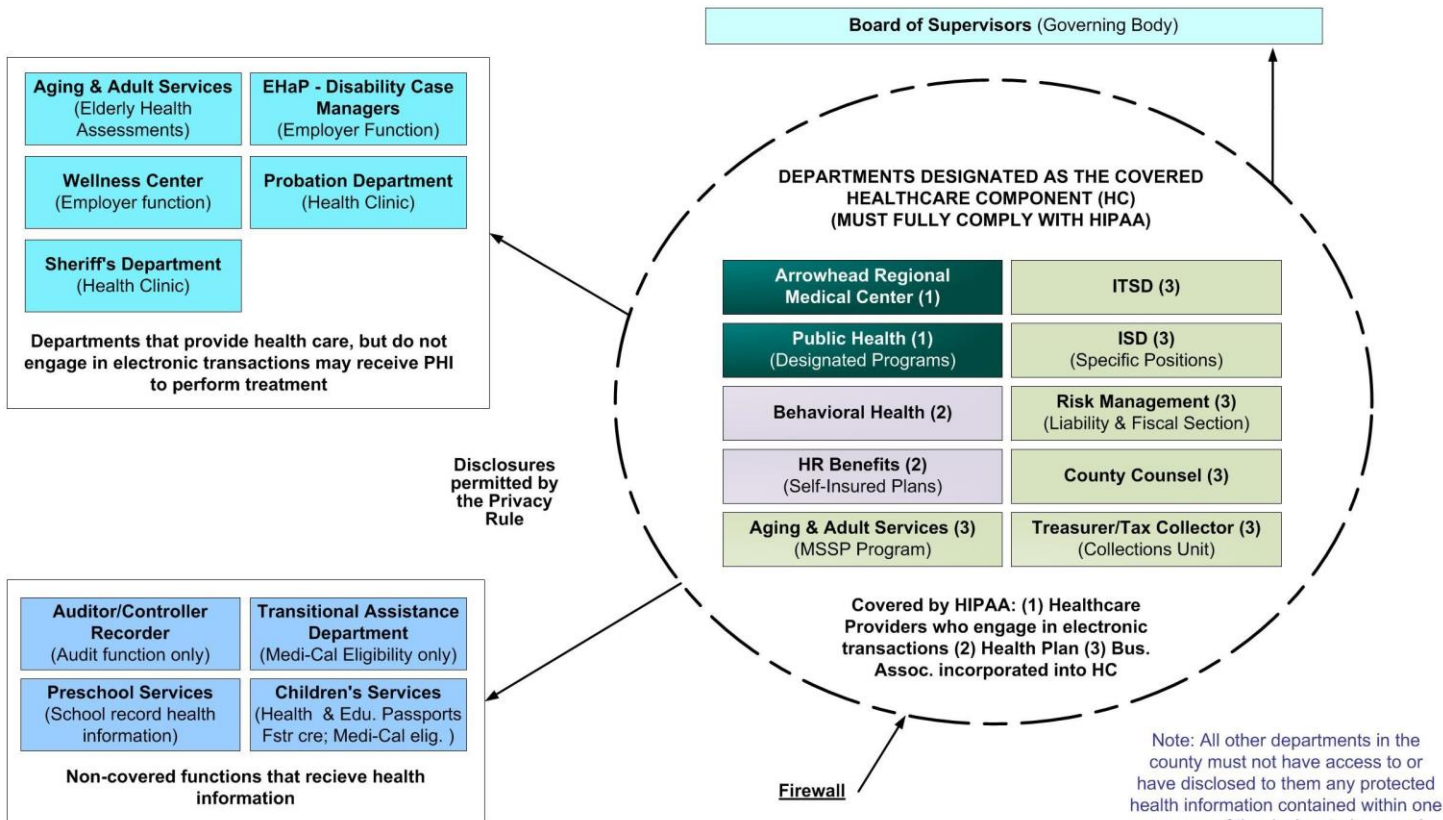 Board of Supervisors (Governing Body)
Aging & Adult Services
(Elderly Health
Assessments)
EHaP - Disability Case
Managers
(Employer Function)
Wellness Center
(Employer function)
Probation Department
(Health Clinic)
Sheriff's Department
(Health Clinic)
Departments that provide health care, but do not
engage in electronic transactions may receive PHI
to perform treatment
DEPARTMENTS DESIGNATED AS THE COVERED
HEALTHCARE COMPONENT (HC)
(MUST FULLY COMPLY WITH HIPAA)
Arrowhead Regional
Medical Center (1)
ITSD (3)
Public Health (1)
(Designated Programs)
ISD (3)
(Specific Positions)
Behavioral Health (2)
Risk Management (3)
(Liability & Fiscal Section)
HR Benefits (2)
(Self-Insured Plans)
County Counsel (3)
Aging & Adult Services (3)
(MSSP Program)
Treasurer/Tax Collector (3)
(Collections Unit)
Covered by HIPAA: (1) Healthcare
Providers who engage in electronic
transactions (2) Health Plan (3) Bus.
Assoc. incorporated into HC
Disclosures
permitted by
the Privacy
Rule
Auditor/Controller
Recorder
(Audit function only)
Transitional Assistance
Department
(Medi-Cal Eligibility only)
Preschool Services
(School record health
information)
Children's Services
(Health & Edu. Passports
Fstr cre; Medi-Cal elig. )
Non-covered functions that recieve health
information
Firewall
Note: All other departments in the
county must not have access to or
have disclosed to them any protected
health information contained within one